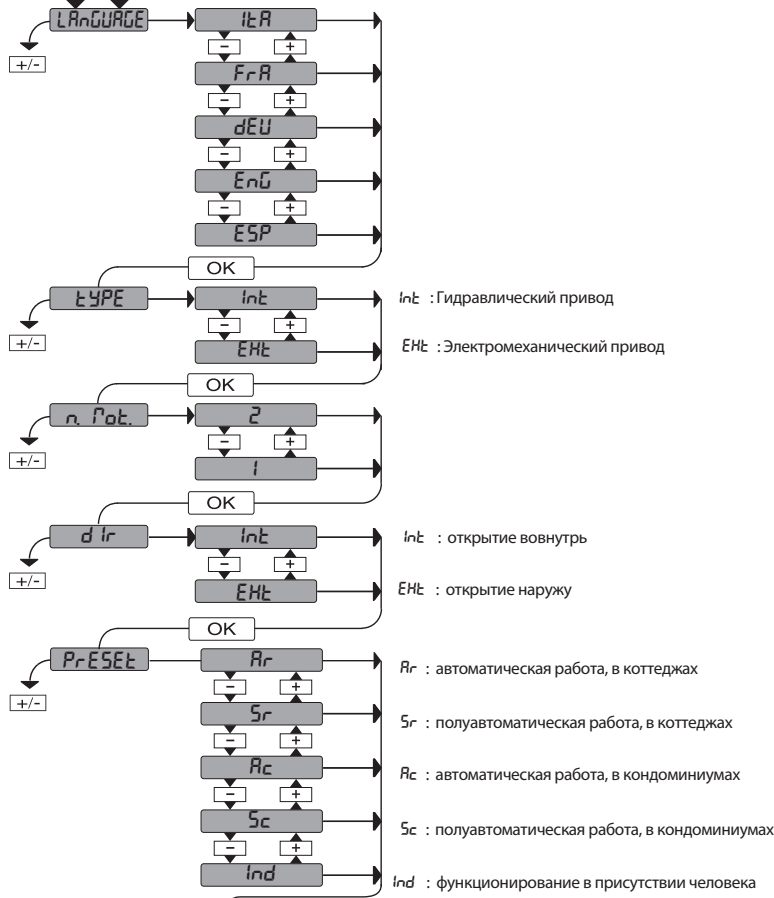 LAnGUAGE ItA
- +
+/-
FrA
- +
dEU
- +
EnG
- +
ESP
OK
tYPE Int Int : Гидравлический привод
- +
+/-
EHt EHt : Электромеханический привод
OK
n. Mot. 2
- +
+/-
1
OK
dIr Int Int : открытие вовнутрь
- +
+/-
EHt EHt : открытие наружу
OK
PrESEt Ar Ar : автоматическая работа, в коттеджах
- +
+/-
Sr Sr : полуавтоматическая работа, в коттеджах
- +
Ac Ac : автоматическая работа, в кондоминиумах
- +
Sc Sc : полуавтоматическая работа, в кондоминиумах
- +
Ind Ind : функционирование в присутствии человека